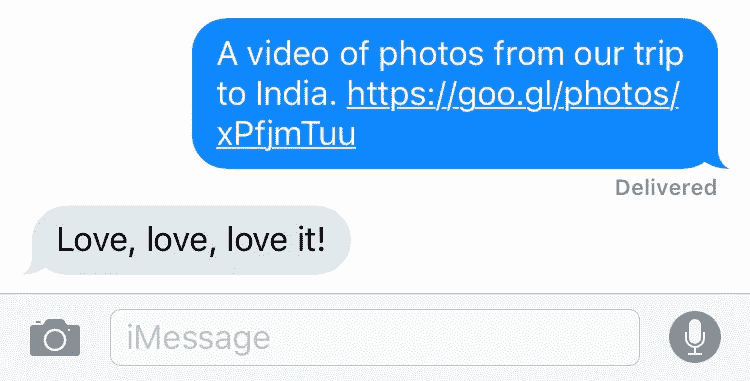 A video of photos from our trip
to India. https://goo.gl/photos/
xPfjmTuu
Delivered
Love, love, love it!
iMessage